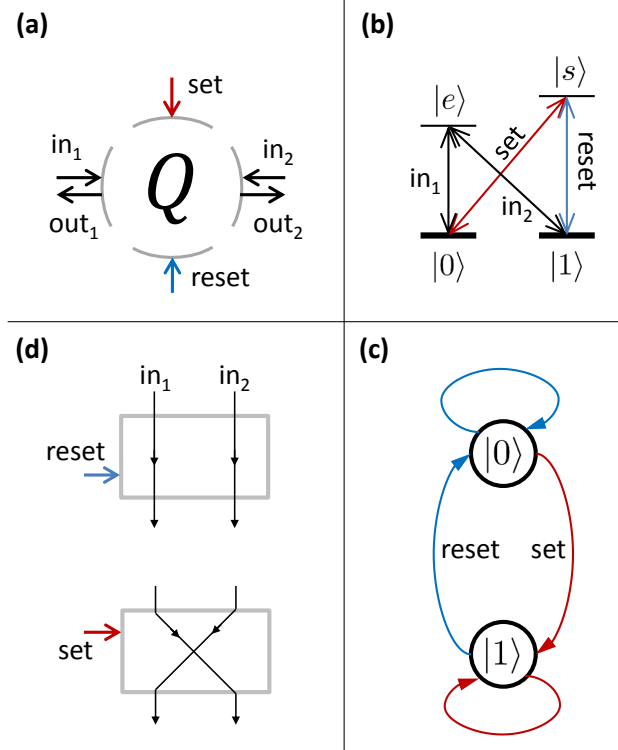 (a)
set
in₁
in₂
Q
out₁
out₂
reset
(b)
|s⟩
|e⟩
set
reset
in₁
in₂
|0⟩
|1⟩
(d)
in₁
in₂
reset
set
(c)
|0⟩
reset
set
|1⟩